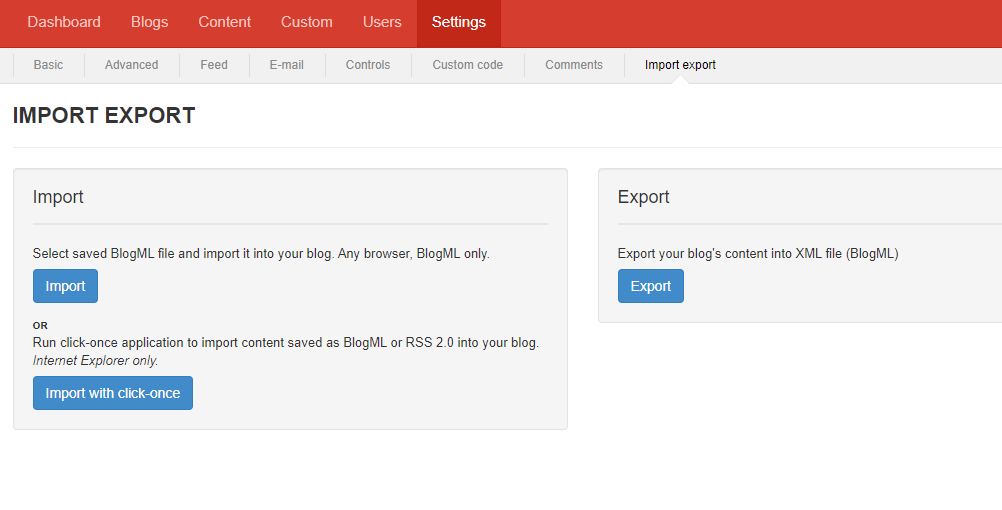 Dashboard Blogs Content Custom Users Settings
Basic Advanced Feed E-mail Controls Custom code Comments Import export
IMPORT EXPORT
Import
Select saved BlogML file and import it into your blog. Any browser, BlogML only.
Import
OR
Run click-once application to import content saved as BlogML or RSS 2.0 into your blog.
Internet Explorer only.
Import with click-once
Export
Export your blog's content into XML file (BlogML)
Export